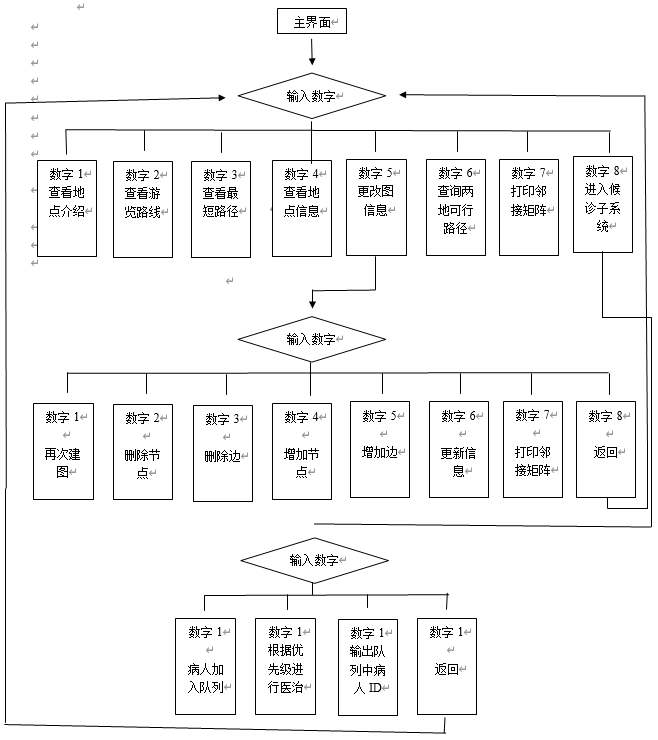 主界面
输入数字
数字 1
查看地
点介绍
数字 2
查看游
览路线
数字 3
查看最
短路径
数字 4
查看地
点信息
数字 5
更改图
信息
数字 6
查询两
地可行
路径
数字 7
打印邻
接矩阵
数字 8
进入候
诊子系
统
输入数字
数字 1
再次建
图
数字 2
删除节
点
数字 3
删除边
数字 4
增加节
点
数字 5
增加边
数字 6
更新信
息
数字 7
打印邻
接矩阵
数字 8
返回
输入数字
数字 1
病人加
入队列
数字 1
根据优
先级进
行医治
数字 1
输出队
列中病
人 ID
数字 1
返回